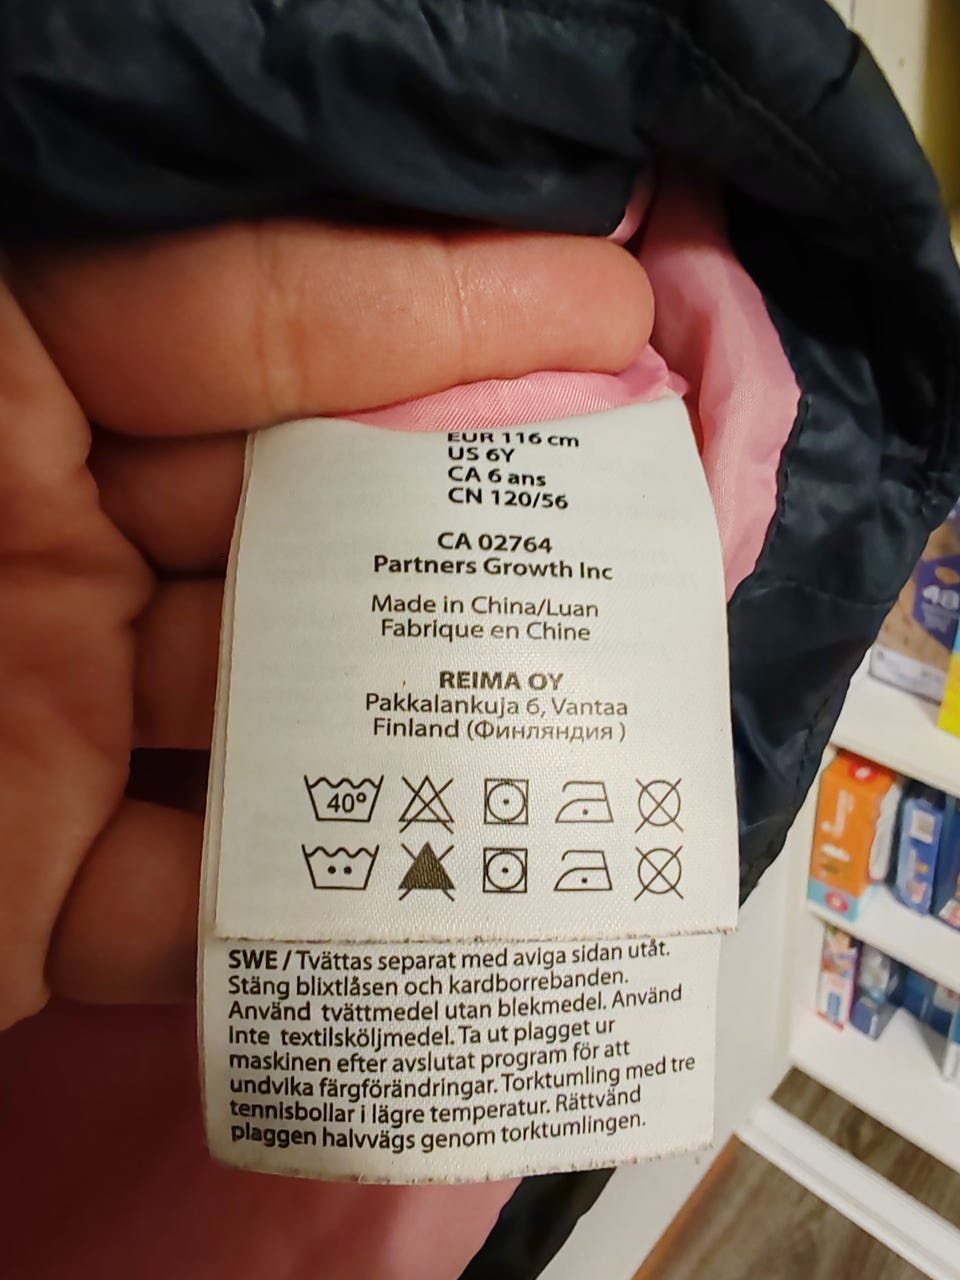 EUR 116 cm
US 6Y
CA 6 ans
CN 120/56
CA 02764
Partners Growth Inc
Made in China/Luan
Fabrique en Chine
REIMA OY
Pakkalankuja 6, Vantaa
Finland (Финляндия )
40°
SWE / Tvättas separat med aviga sidan utåt.
Stäng blixtlåsen och kardborrebanden.
Använd tvättmedel utan blekmedel. Använd
Inte textilsköljmedel. Ta ut plagget ur
maskinen efter avslutat program för att
undvika färgförändringar. Torktumling med tre
tennisbollar i lägre temperatur. Rättvänd
plaggen halvvägs genom torktumlingen.
48